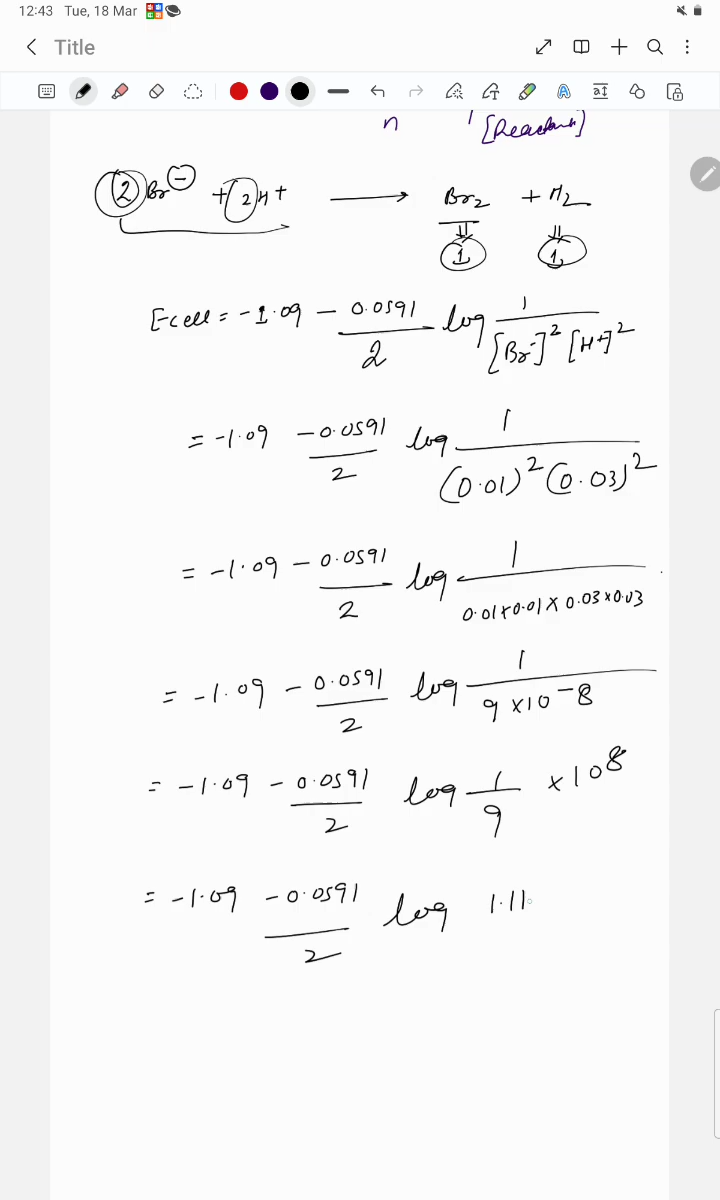 12:43 Tue, 18 Mar
Title
n [Reactant]
2Br⁻ + 2H⁺ ⟶ Br₂ + H₂
1 1
Ecell = -1.09 - 0.0591/2 log 1/[Br⁻]² [H⁺]²
= -1.09 - 0.0591/2 log 1/(0.01)² (0.03)²
= -1.09 - 0.0591/2 log 1/0.01×0.01×0.03×0.03
= -1.09 - 0.0591/2 log 1/9×10⁻⁸
= -1.09 - 0.0591/2 log 1/9 ×10⁸
= -1.09 - 0.0591/2 log 1.11